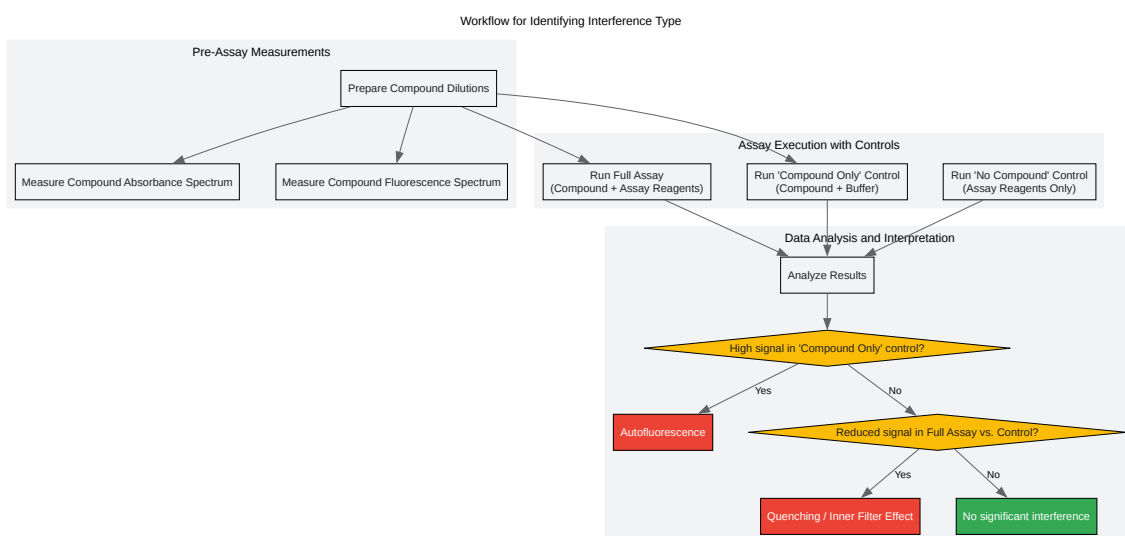 Workflow for Identifying Interference Type
Pre-Assay Measurements
Prepare Compound Dilutions
Measure Compound Absorbance Spectrum
Measure Compound Fluorescence Spectrum
Assay Execution with Controls
Run Full Assay
(Compound + Assay Reagents)
Run 'Compound Only' Control
(Compound + Buffer)
Run 'No Compound' Control
(Assay Reagents Only)
Data Analysis and Interpretation
Analyze Results
High signal in 'Compound Only' control?
Yes
No
Autofluorescence
Reduced signal in Full Assay vs. Control?
Yes
No
Quenching / Inner Filter Effect
No significant interference